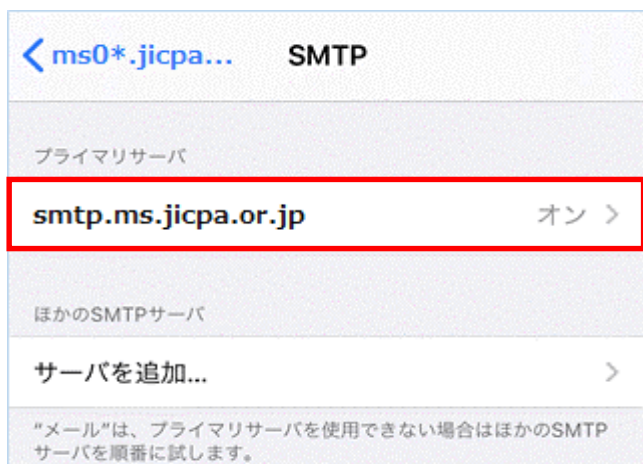 ms0*.jicpa... SMTP
プライマリサーバ
smtp.ms.jicpa.or.jp オン
ほかのSMTPサーバ
サーバを追加...
"メール"は、プライマリサーバを使用できない場合はほかのSMTP
サーバを順番に試します。